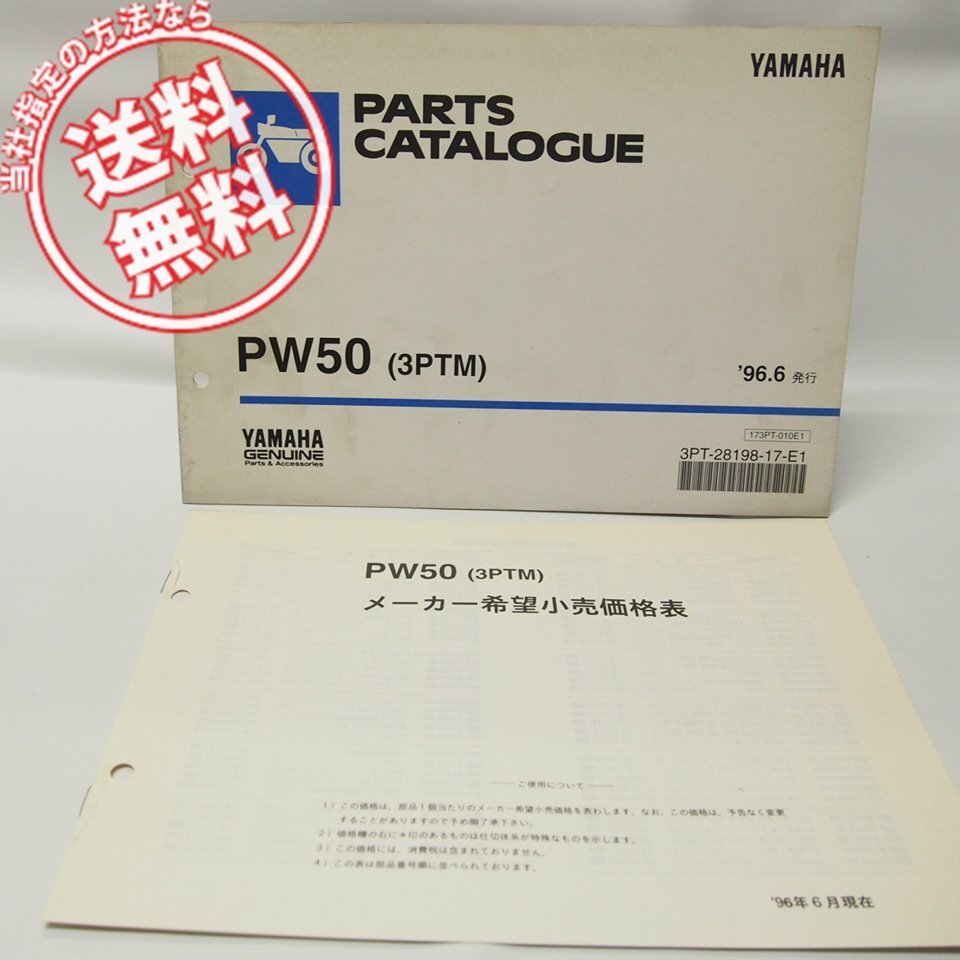 当社指定の方法なら
送料
無料
YAMAHA
PARTS
CATALOGUE
PW50 (3PTM)
'96.6 発行
YAMAHA
GENUINE
Parts & Accessories
173PT-010E1
3PT-28198-17-E1
PW50 (3PTM)
メーカー希望小売価格表
ご使用について
1）この価格は、部品1個当たりのメーカー希望小売価格を表わします。なお、この価格は、予告なく変更
することがありますので予め御了承下さい。
2）価格機の右に＊印のあるものは仕切体系が特殊なものを示します。
3）この価格には、消費税は含まれておりません。
4）この表は部品番号順に並べられております。
'96年6月現在